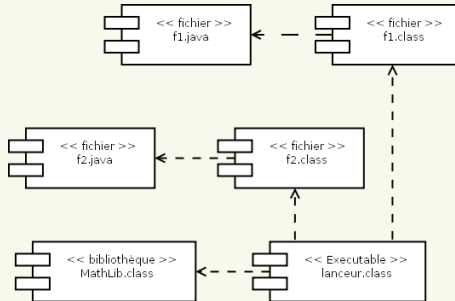 << fichier >>
f1.java
<< fichier >>
f1.class
<< fichier >>
f2.java
<< fichier >>
f2.class
<< bibliothèque >>
MathLib.class
<< Executable >>
lanceur.class